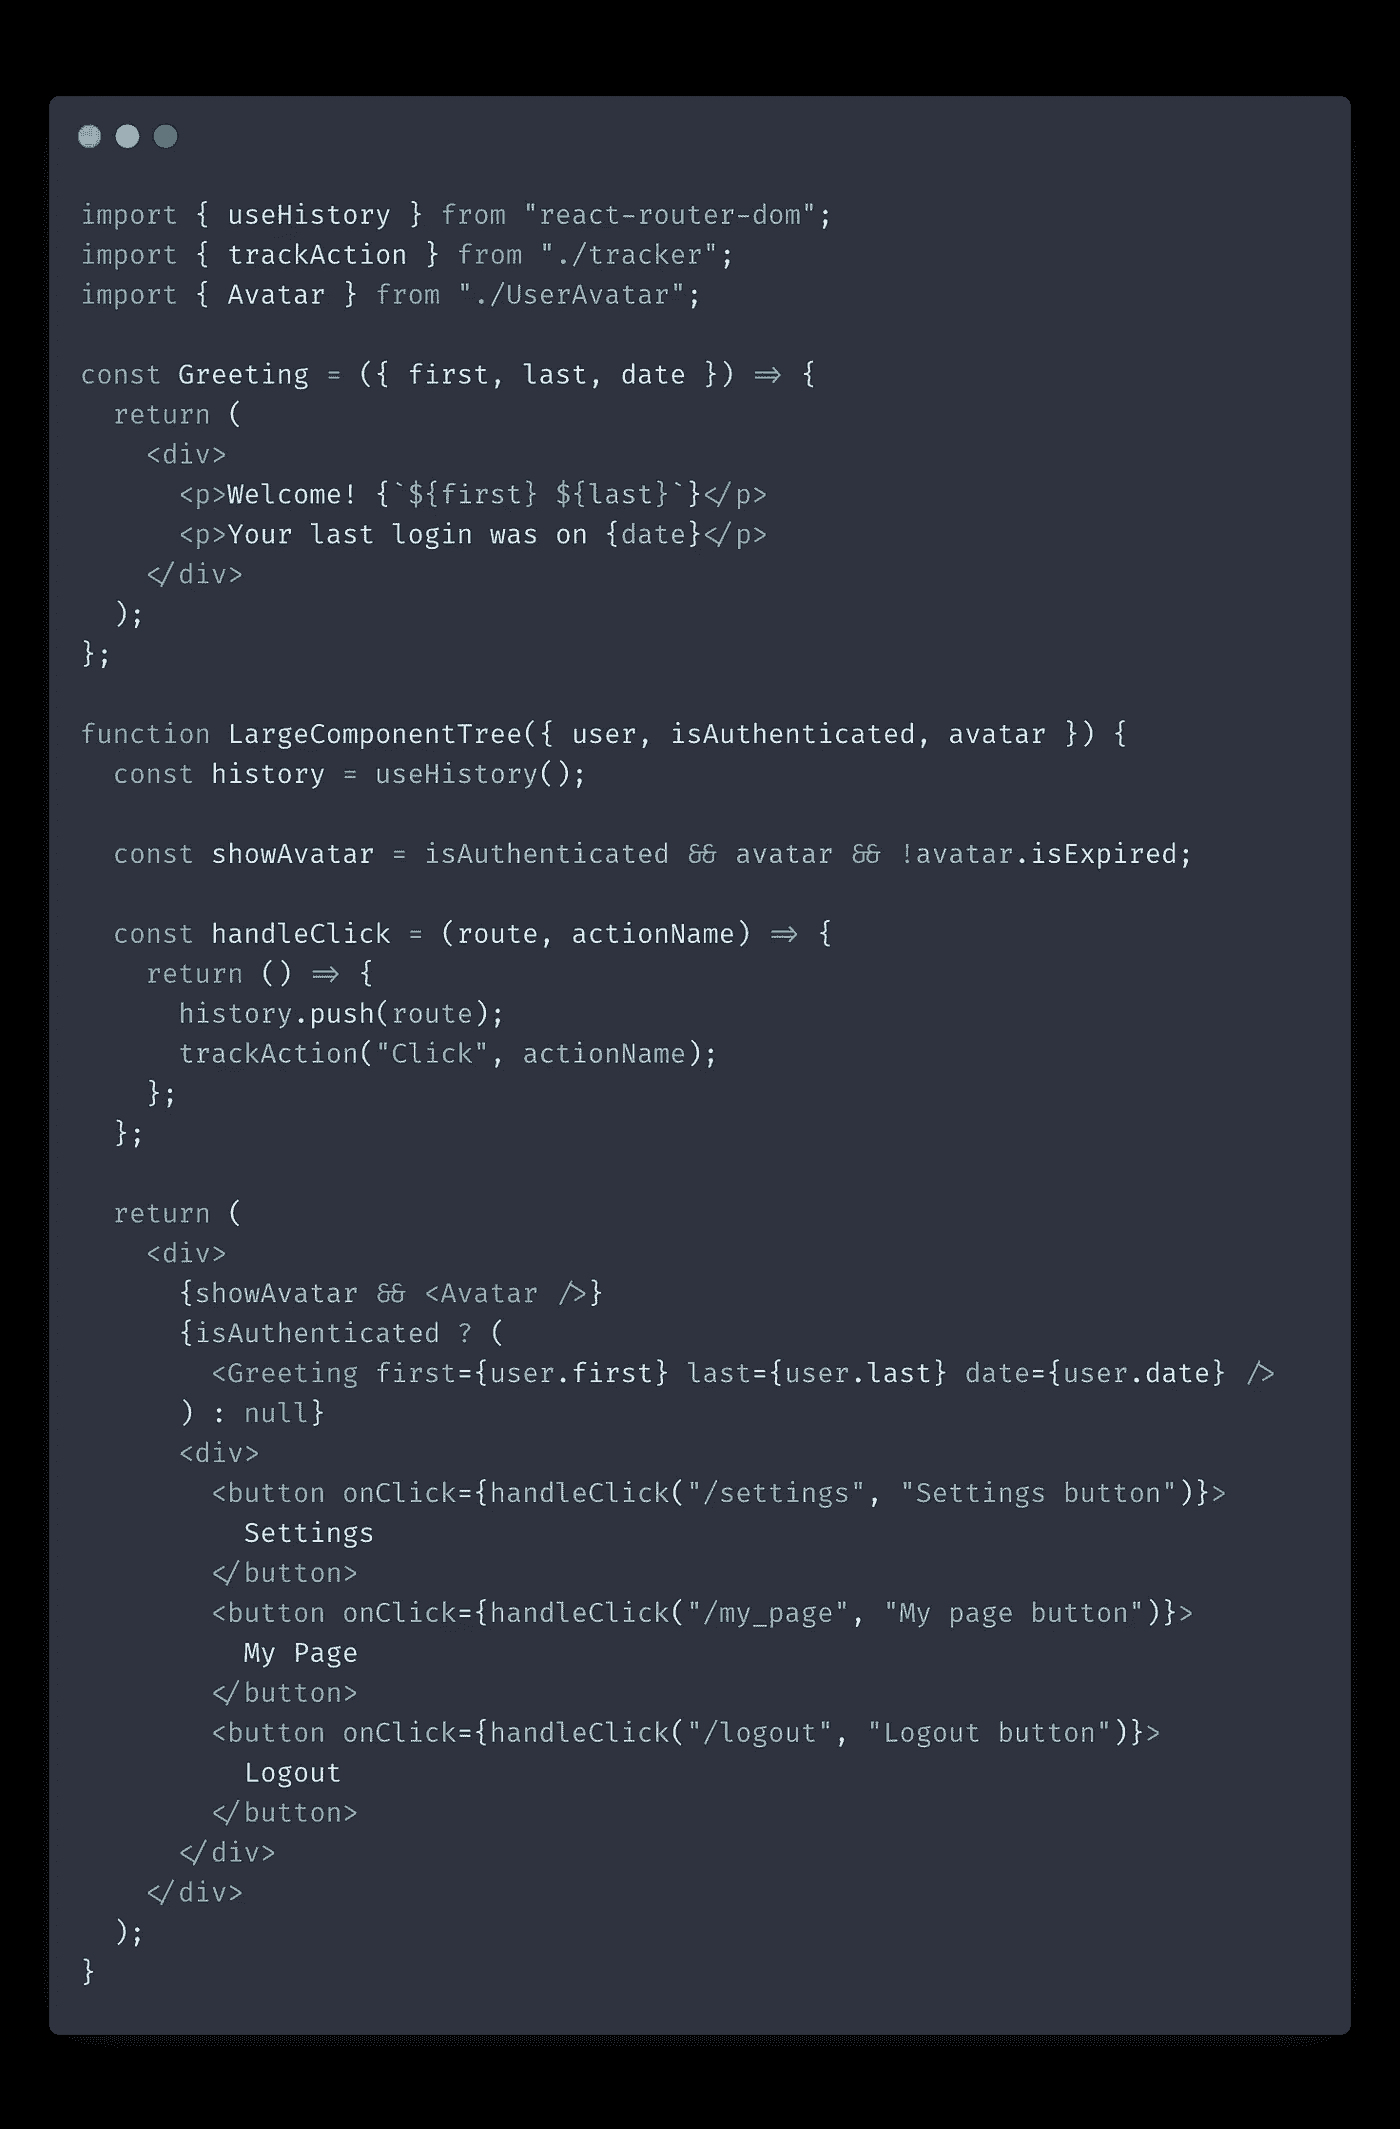 import { useHistory } from "react-router-dom";
import { trackAction } from "./tracker";
import { Avatar } from "./UserAvatar";

const Greeting = ({ first, last, date }) => {
  return (
    <div>
      <p>Welcome! {`${first} ${last}`}</p>
      <p>Your last login was on {date}</p>
    </div>
  );
};

function LargeComponentTree({ user, isAuthenticated, avatar }) {
  const history = useHistory();

  const showAvatar = isAuthenticated && avatar && !avatar.isExpired;

  const handleClick = (route, actionName) => {
    return () => {
      history.push(route);
      trackAction("Click", actionName);
    };
  };

  return (
    <div>
      {showAvatar && <Avatar />}
      {isAuthenticated ? (
        <Greeting first={user.first} last={user.last} date={user.date} />
      ) : null}
      <div>
        <button onClick={handleClick("/settings", "Settings button")}>
          Settings
        </button>
        <button onClick={handleClick("/my_page", "My page button")}>
          My Page
        </button>
        <button onClick={handleClick("/logout", "Logout button")}>
          Logout
        </button>
      </div>
    </div>
  );
}